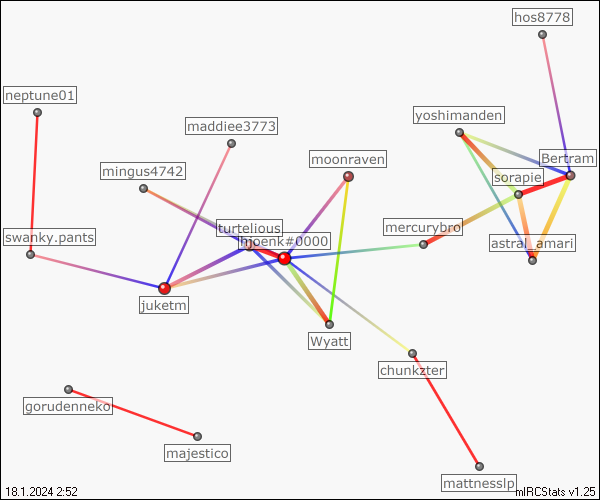 hos8778
neptune01
yoshimanden
maddiee3773
moonraven
Bertram
mingus4742
sorapie
turtelious
mercurybro
swanky.pants
hoenk#0000
astral_amari
juketm
Wyatt
chunkzter
gorudenneko
majestico
mattnesslp
18.1.2024 2:52
mIRCStats v1.25